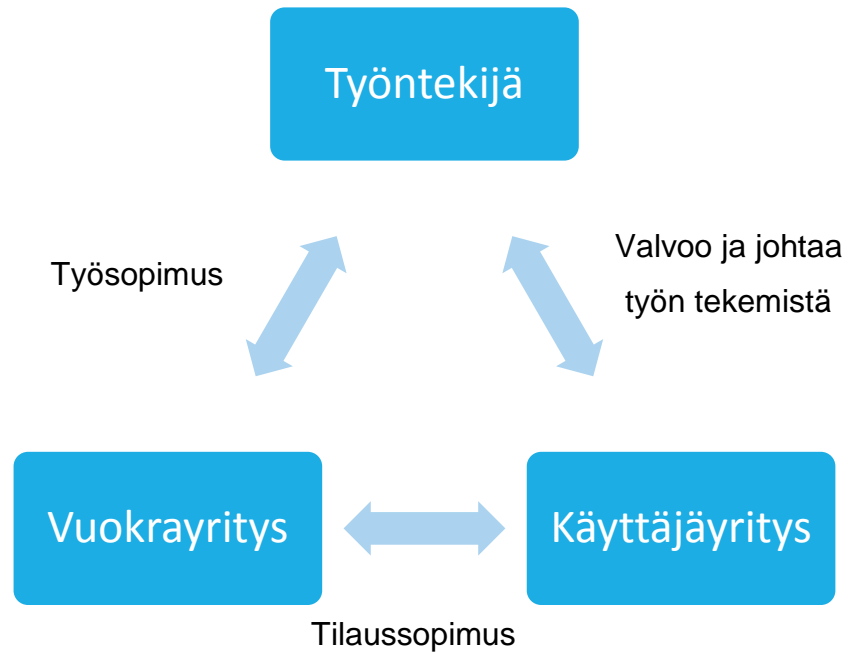 Työntekijä
Työsopimus
Valvoo ja johtaa
työn tekemistä
Vuokrayritys
Käyttäjäyritys
Tilaussopimus